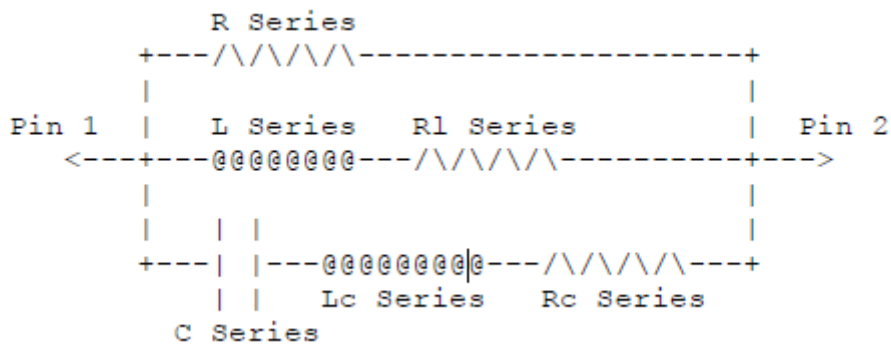 R Series
+---/\/\/\/\---------------------+
|                                |
Pin 1  |   L Series   Rl Series          |  Pin 2
<---+---@@@@@@@@---/\/\/\/\----------+--->
|                                |
|   | |                          |
+---| |---@@@@@@@@@---/\/\/\/\---+
| |   Lc Series   Rc Series
C Series